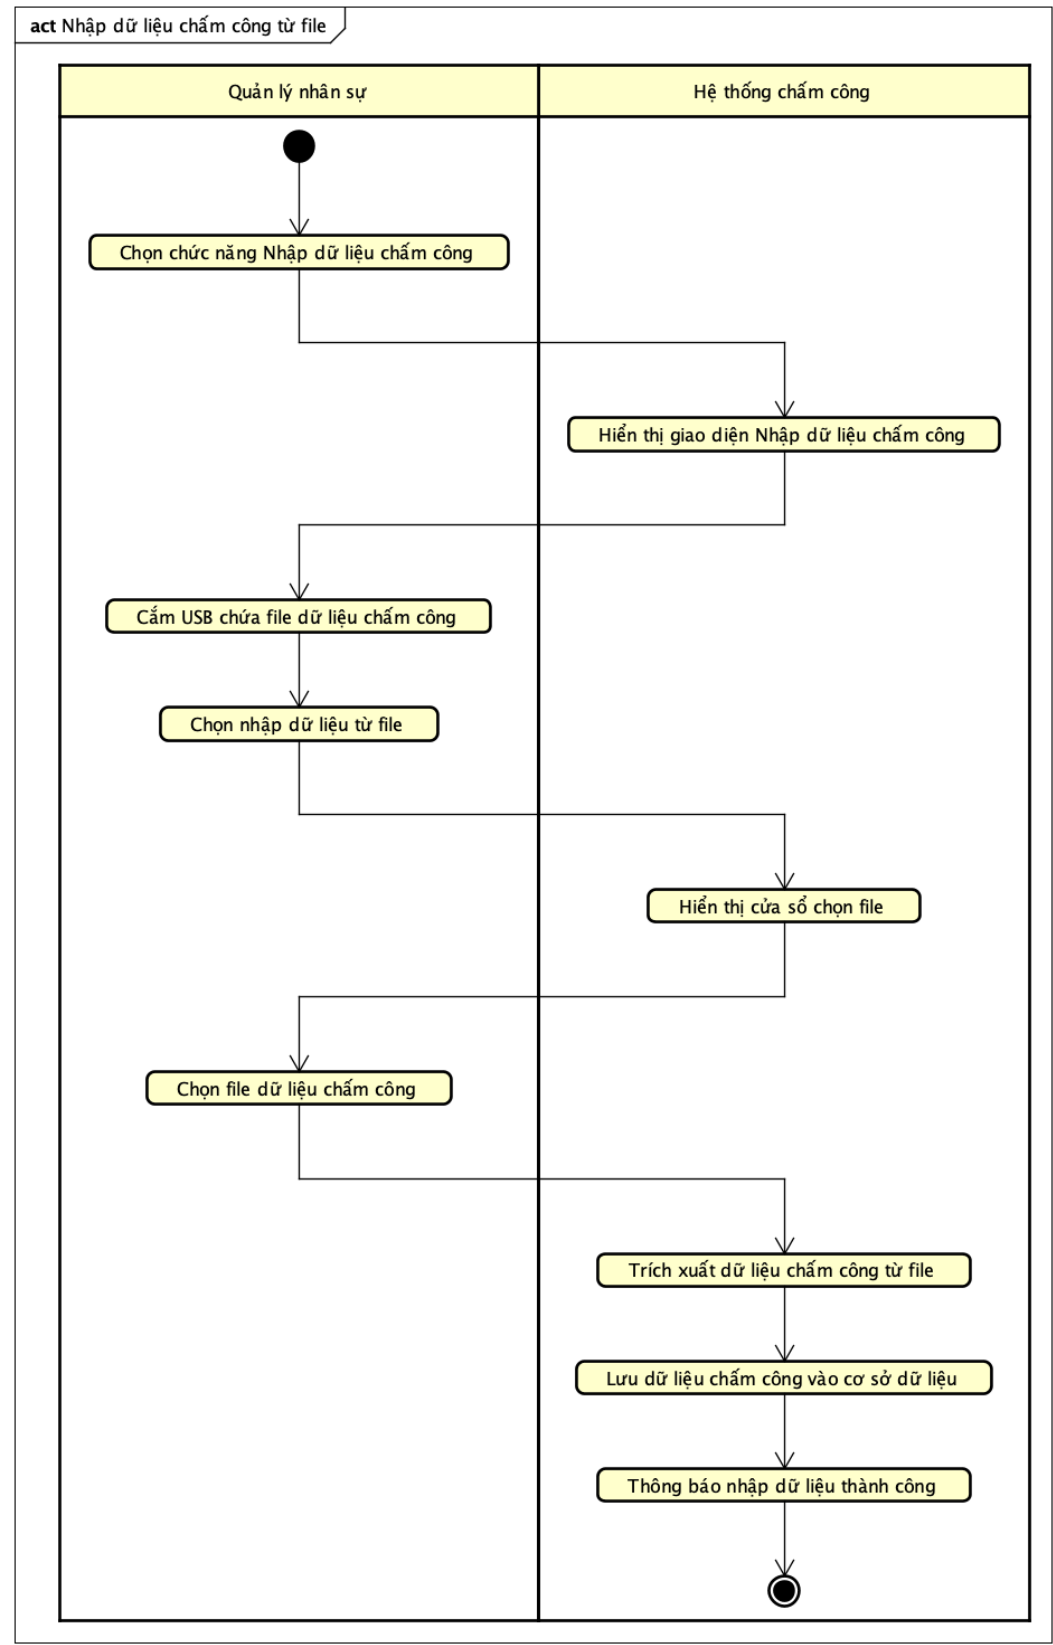 act Nhập dữ liệu chấm công từ file
Quản lý nhân sự
Hệ thống chấm công
Chọn chức năng Nhập dữ liệu chấm công
Hiển thị giao diện Nhập dữ liệu chấm công
Cắm USB chứa file dữ liệu chấm công
Chọn nhập dữ liệu từ file
Hiển thị cửa sổ chọn file
Chọn file dữ liệu chấm công
Trích xuất dữ liệu chấm công từ file
Lưu dữ liệu chấm công vào cơ sở dữ liệu
Thông báo nhập dữ liệu thành công